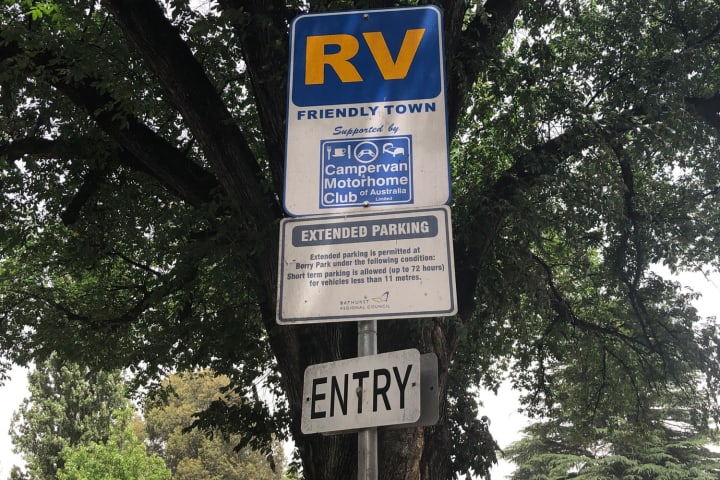 RV
FRIENDLY TOWN
Supported by
Campervan
Motorhome
Club of Australia
Limited
EXTENDED PARKING
Extended parking is permitted at
Berry Park under the following condition:
Short term parking is allowed (up to 72 hours)
for vehicles less than 11 metres.
BATHURST
REGIONAL COUNCIL
ENTRY